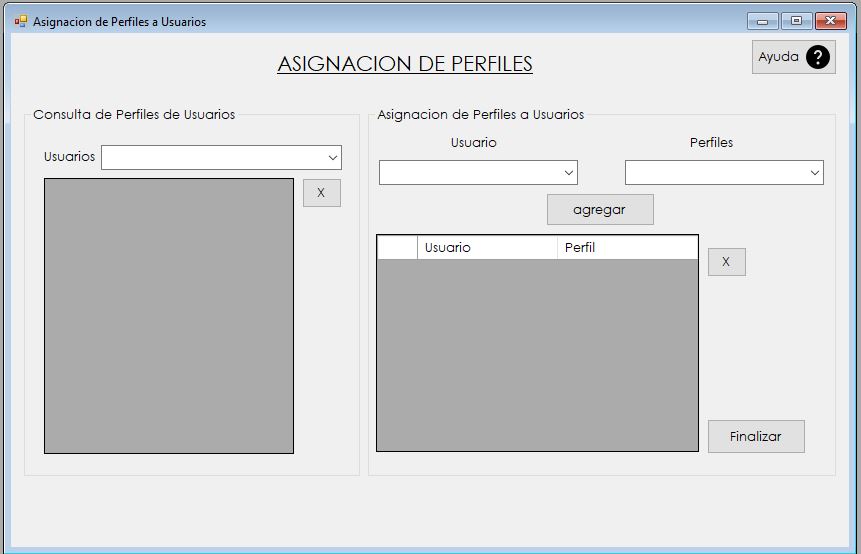 Asignacion de Perfiles a Usuarios
ASIGNACION DE PERFILES
Ayuda ?
Consulta de Perfiles de Usuarios
Usuarios
X
Asignacion de Perfiles a Usuarios
Usuario Perfiles
agregar
Usuario Perfil
X
Finalizar